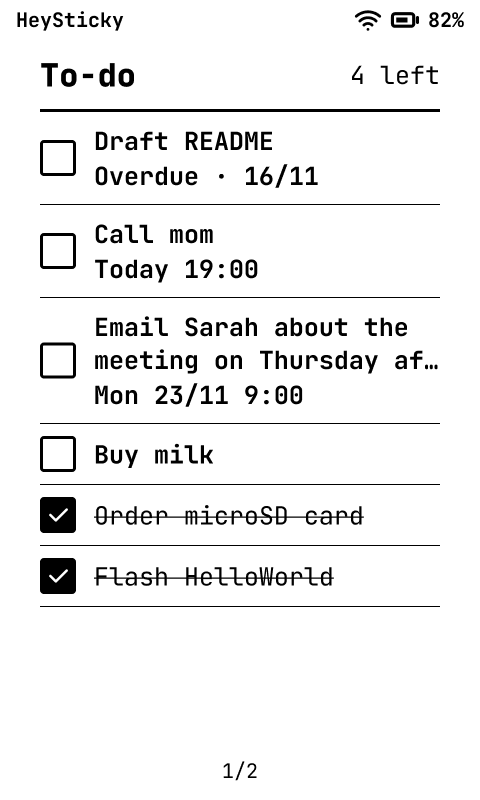 HeySticky 82%
To-do 4 left
Draft README
Overdue · 16/11
Call mom
Today 19:00
Email Sarah about the
meeting on Thursday af…
Mon 23/11 9:00
Buy milk
Order microSD card
Flash HelloWorld
1/2